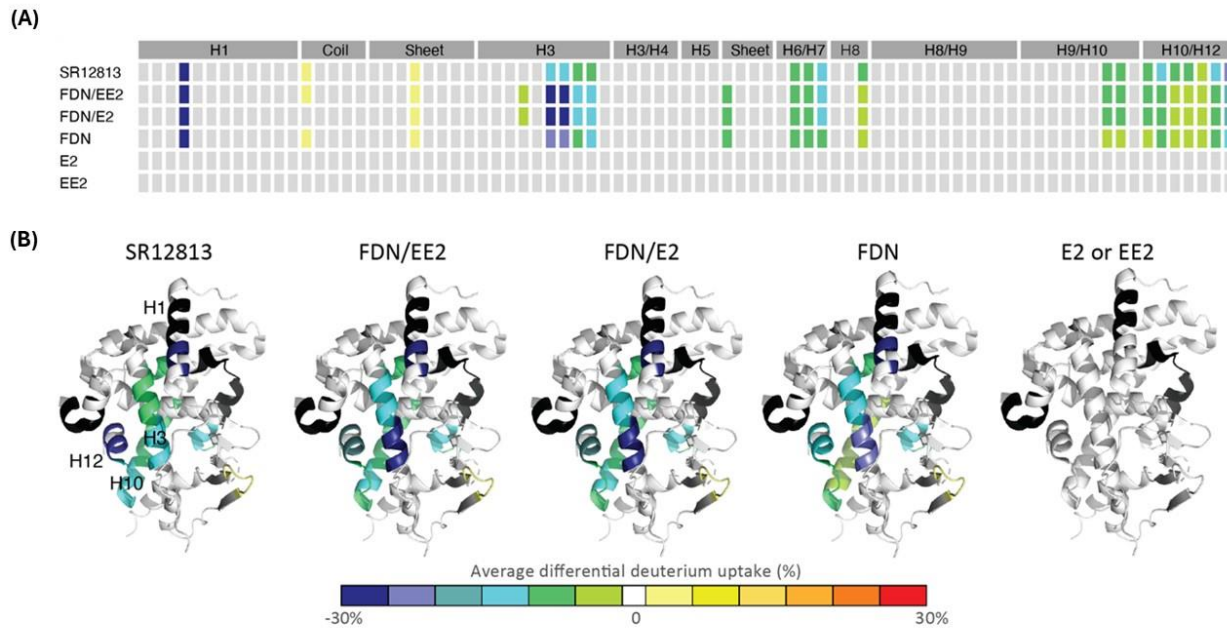 (A)
H1 Coil Sheet H3 H3/H4 H5 Sheet H6/H7 H8 H8/H9 H9/H10 H10/H12
SR12813
FDN/EE2
FDN/E2
FDN
E2
EE2
(B)
SR12813 FDN/EE2 FDN/E2 FDN E2 or EE2
H1
H3
H12
H10
Average differential deuterium uptake (%)
-30% 0 30%